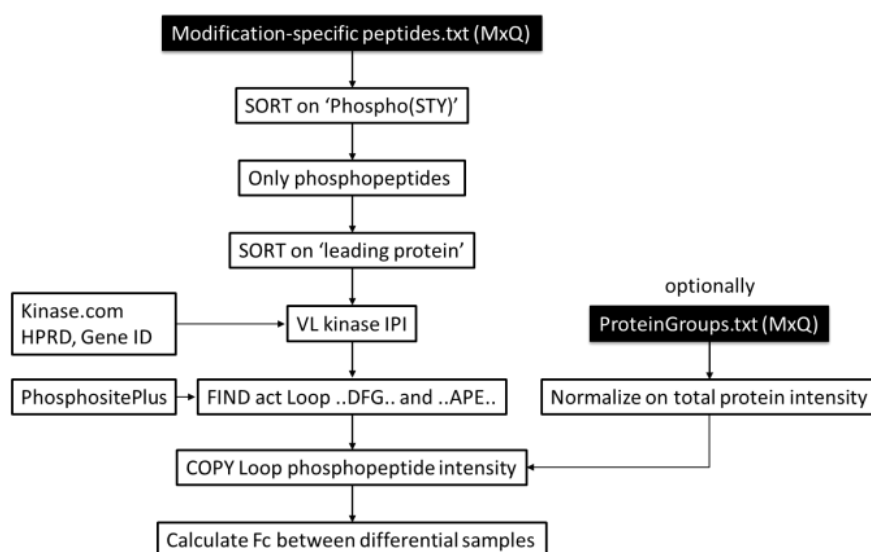 Modification-specific peptides.txt (MxQ)
SORT on ‘Phospho(STY)’
Only phosphopeptides
SORT on ‘leading protein’
Kinase.com
HPRD, Gene ID
VL kinase IPI
optionally
ProteinGroups.txt (MxQ)
PhosphositePlus
FIND act Loop ..DFG.. and ..APE..
Normalize on total protein intensity
COPY Loop phosphopeptide intensity
Calculate Fc between differential samples